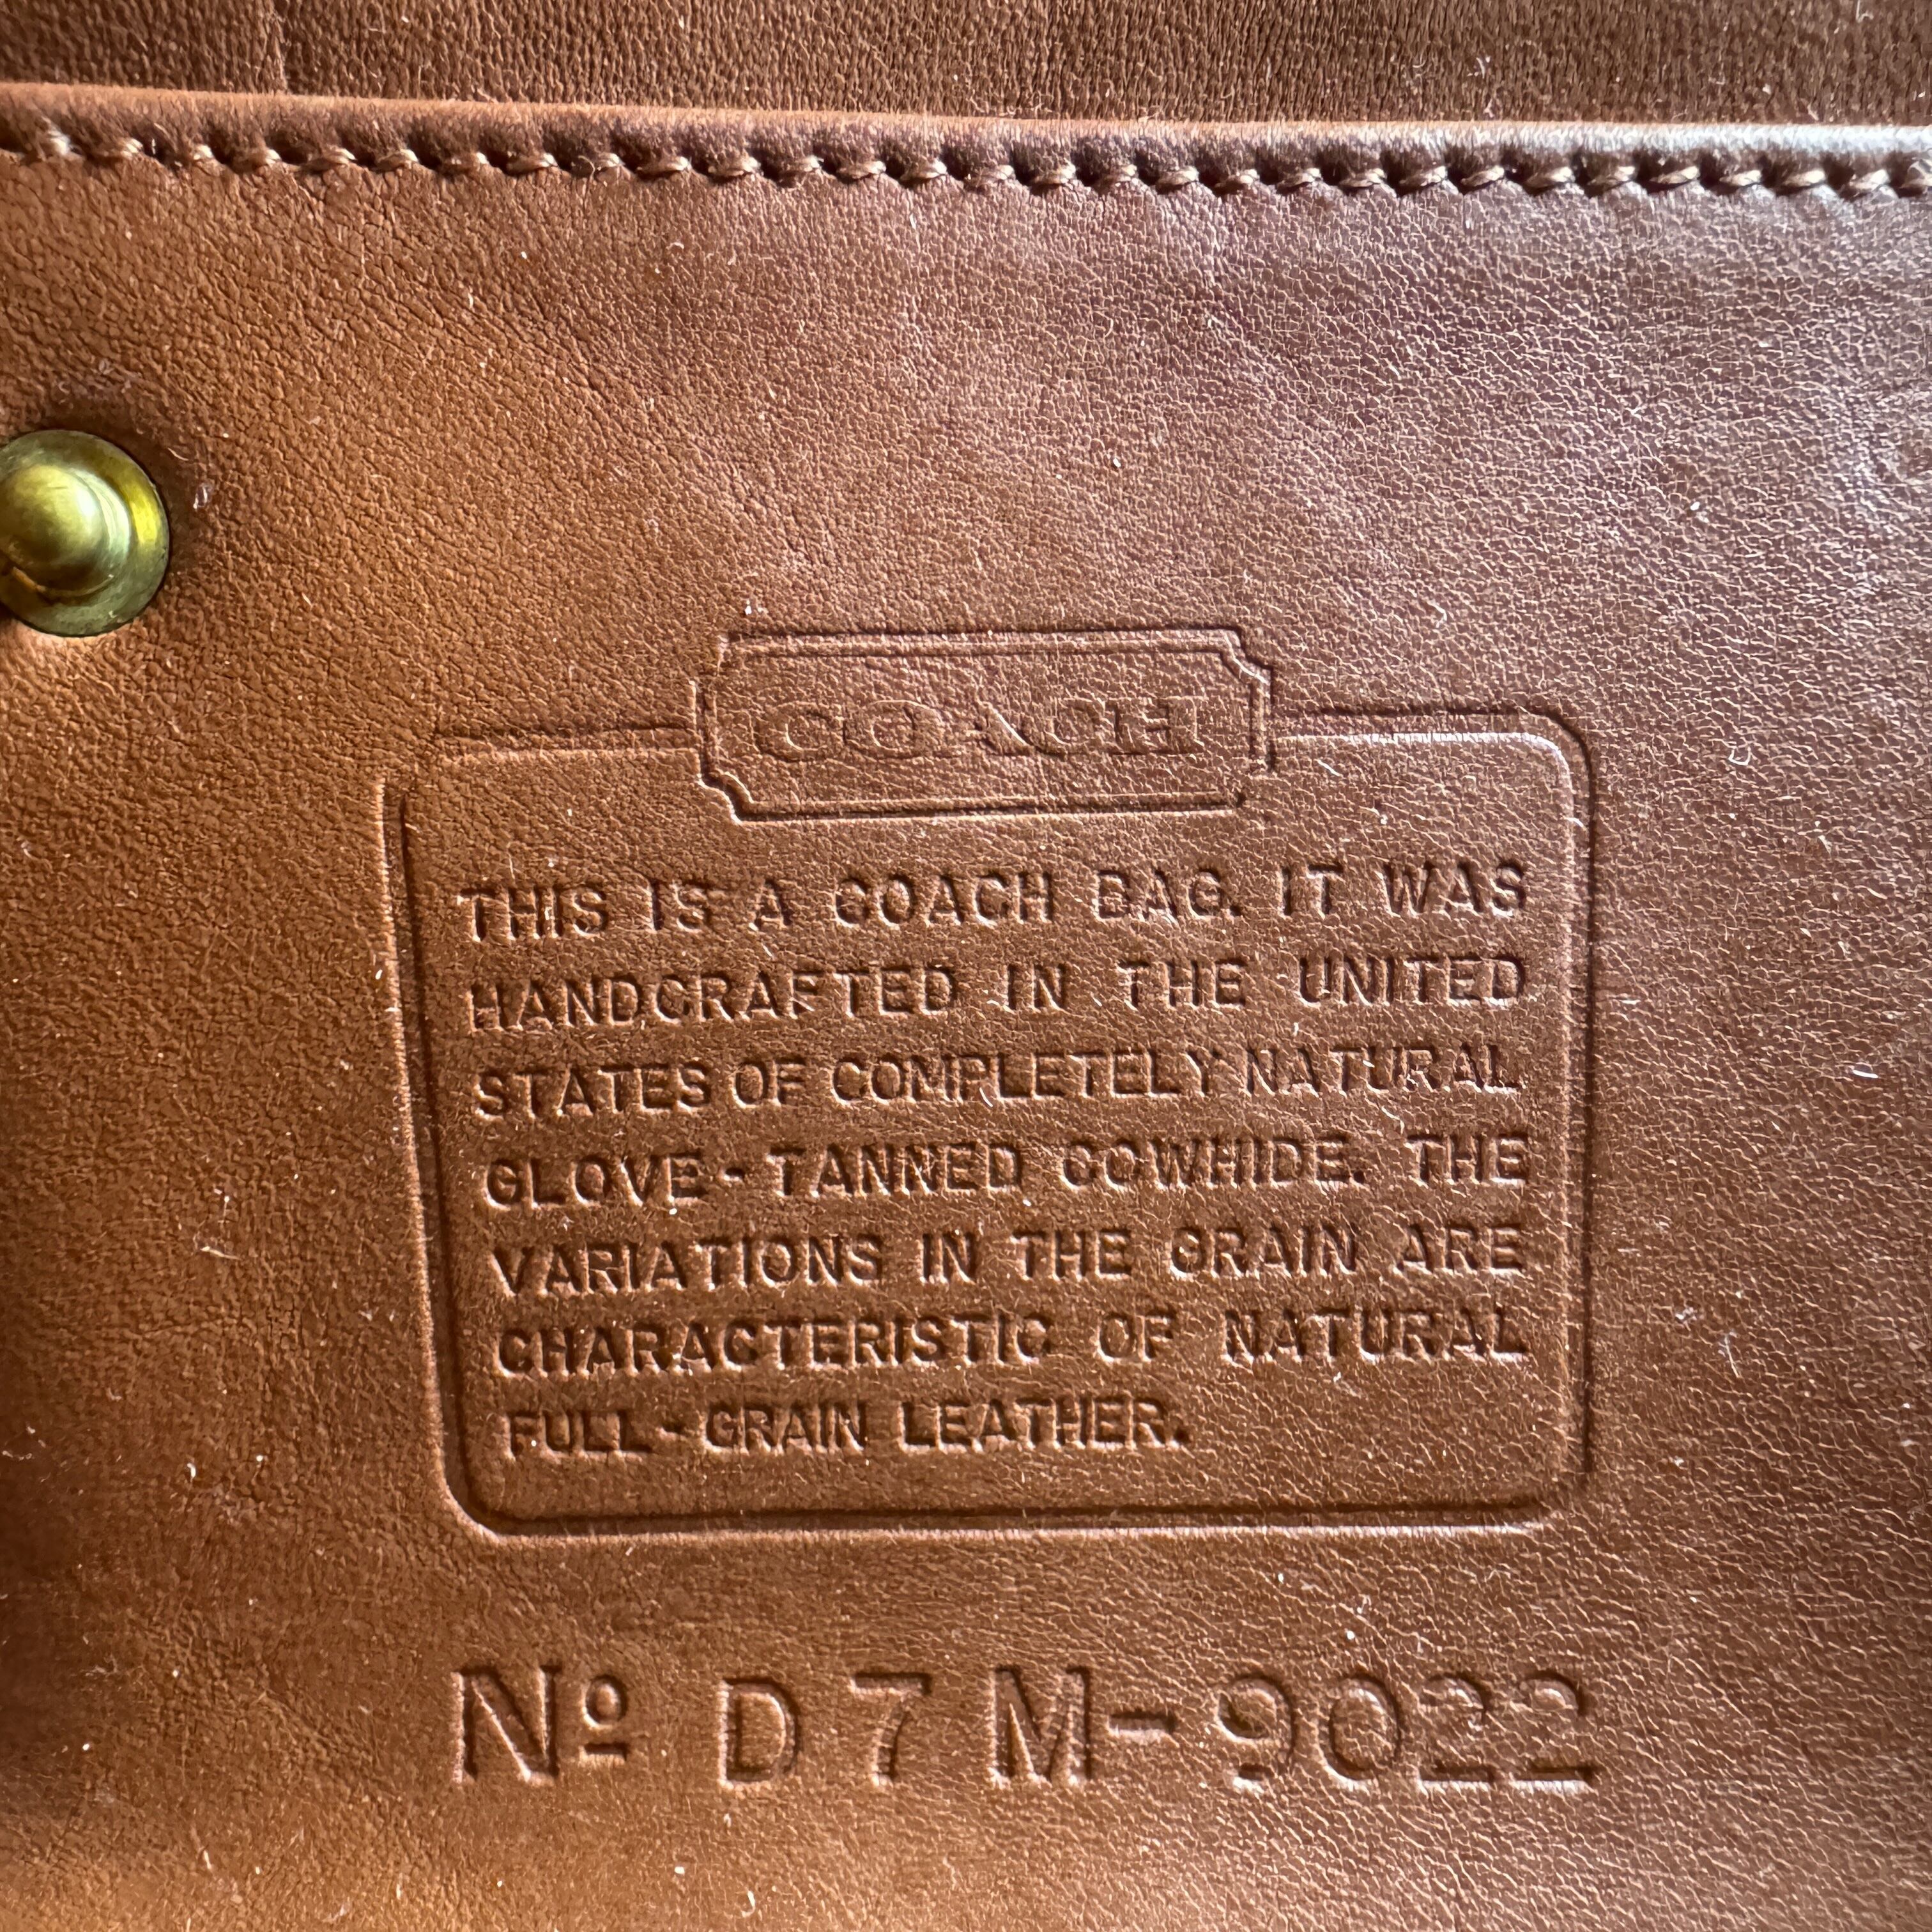 COACH
THIS IS A COACH BAG. IT WAS
HANDCRAFTED IN THE UNITED
STATES OF COMPLETELY NATURAL
GLOVE-TANNED COWHIDE. THE
VARIATIONS IN THE GRAIN ARE
CHARACTERISTIC OF NATURAL
FULL-GRAIN LEATHER.
Nº D7M-9022